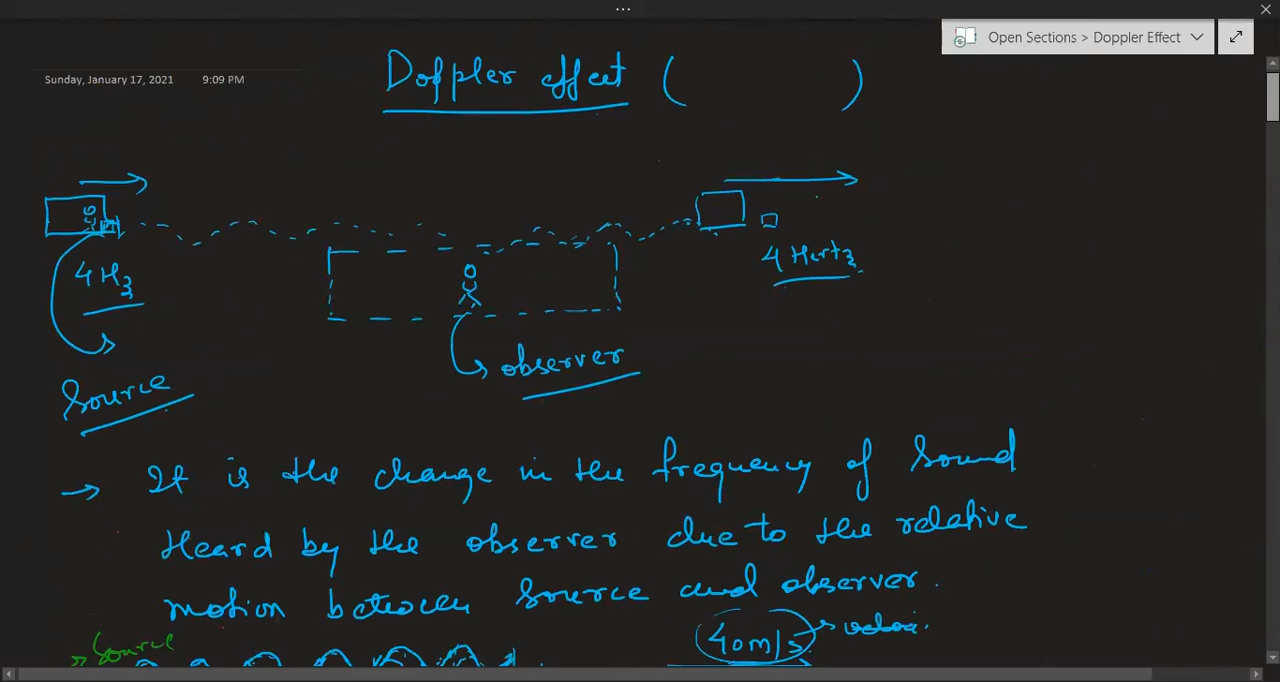 Open Sections > Doppler Effect
Sunday, January 17, 2021 9:09 PM
Doppler effect ( )
4 Hz
4 Hertz
observer
Source
→ It is the change in the frequency of Sound
Heard by the observer due to the relative
motion between Source and observer.
40m/s
Source